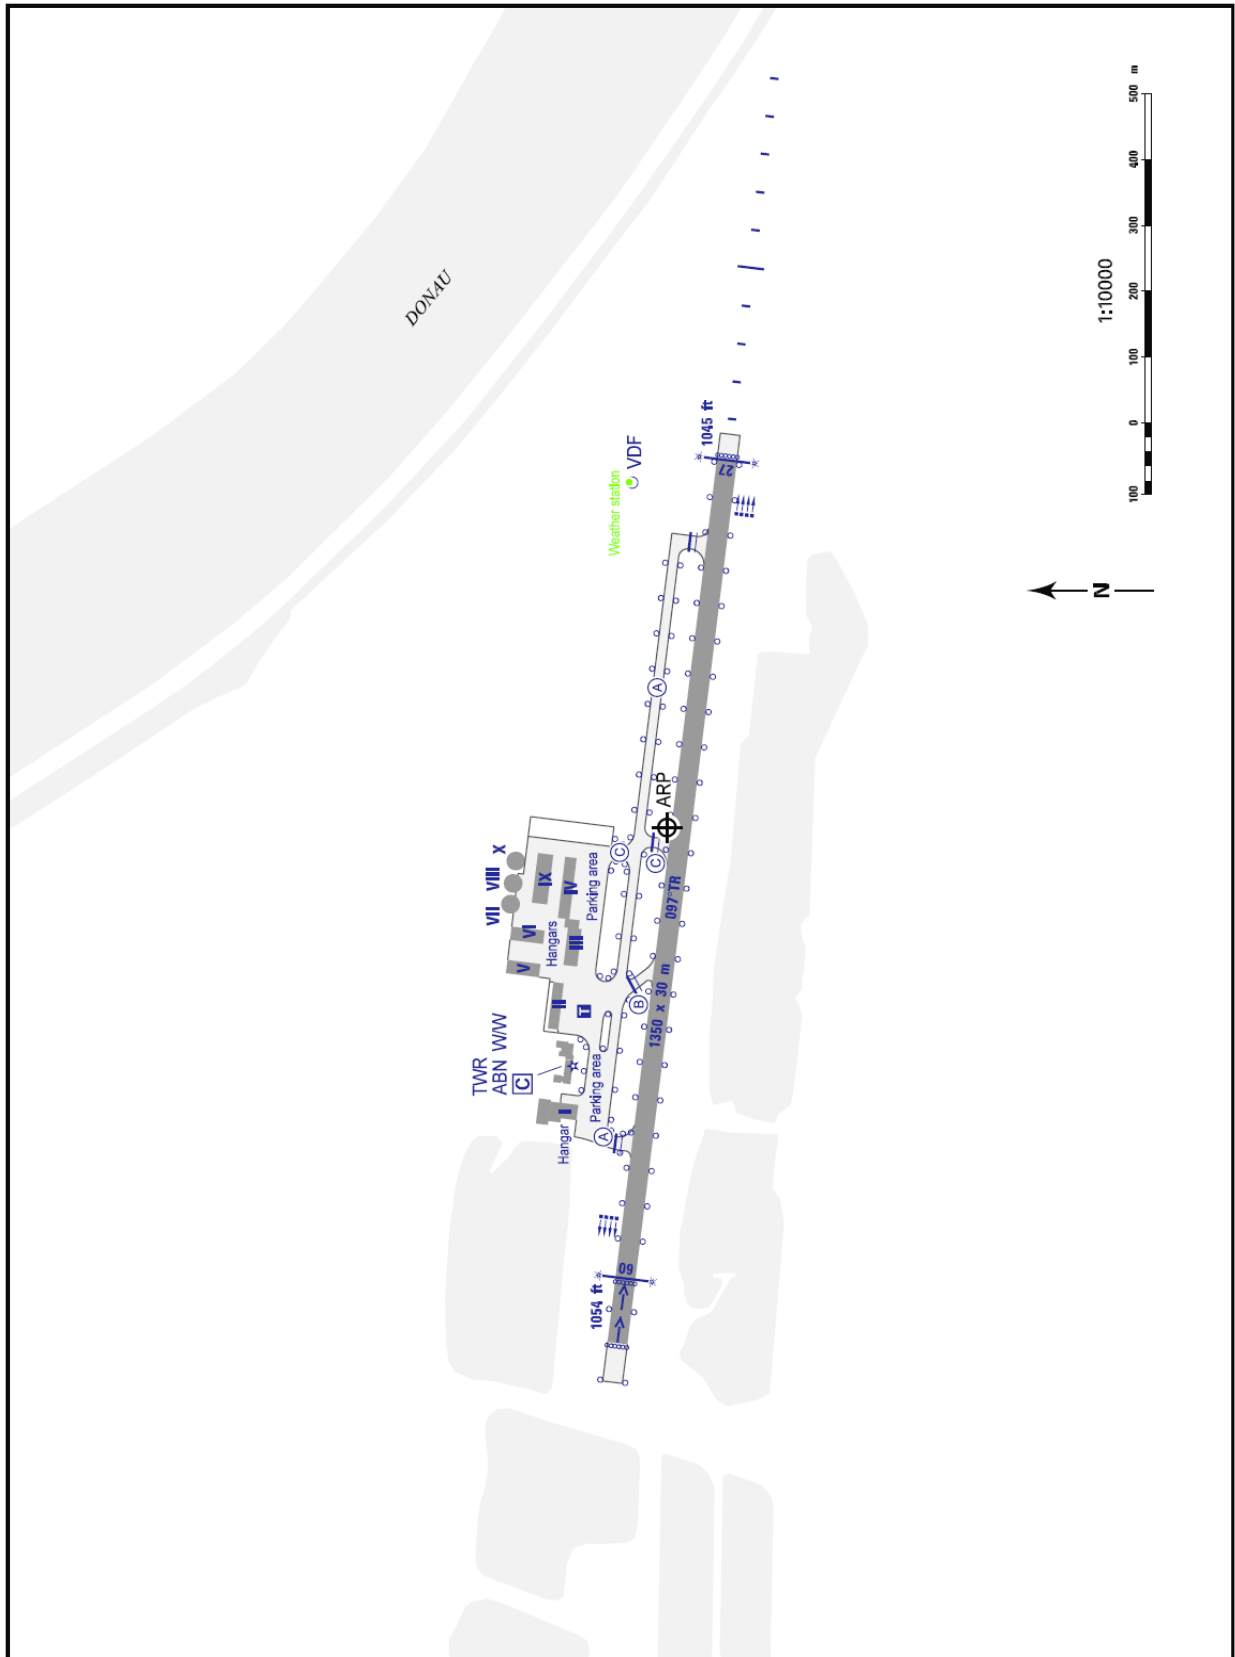 DONAU
1:10000
100 0 100 200 300 400 500 m
N
Weather station
VDF
1045 ft
27
A
ARP
C
C
VII VIII X
IX
IV
VI
V
III
II
Hangars
Parking area
T
TWR
ABN W/W
C
B
097°TR
1350 x 30 m
I
Hangar
Parking area
A
09
1054 ft